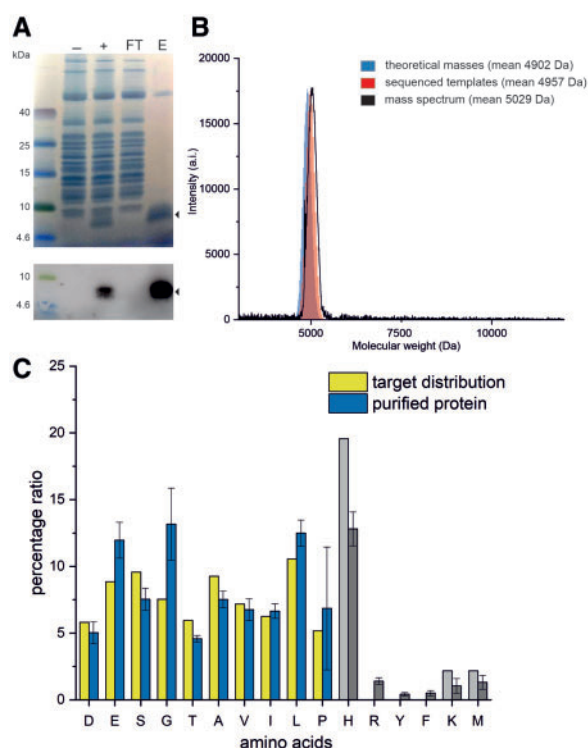 A
– + FT E
kDa
40
25
15
10
4.6
10
4.6
B
20000
15000
10000
5000
0
Intensity (a.i.)
theoretical masses (mean 4902 Da)
sequenced templates (mean 4957 Da)
mass spectrum (mean 5029 Da)
5000 7500 10000
Molecular weight (Da)
C
25
20
15
10
5
0
percentage ratio
target distribution
purified protein
D E S G T A V I L P H R Y F K M
amino acids